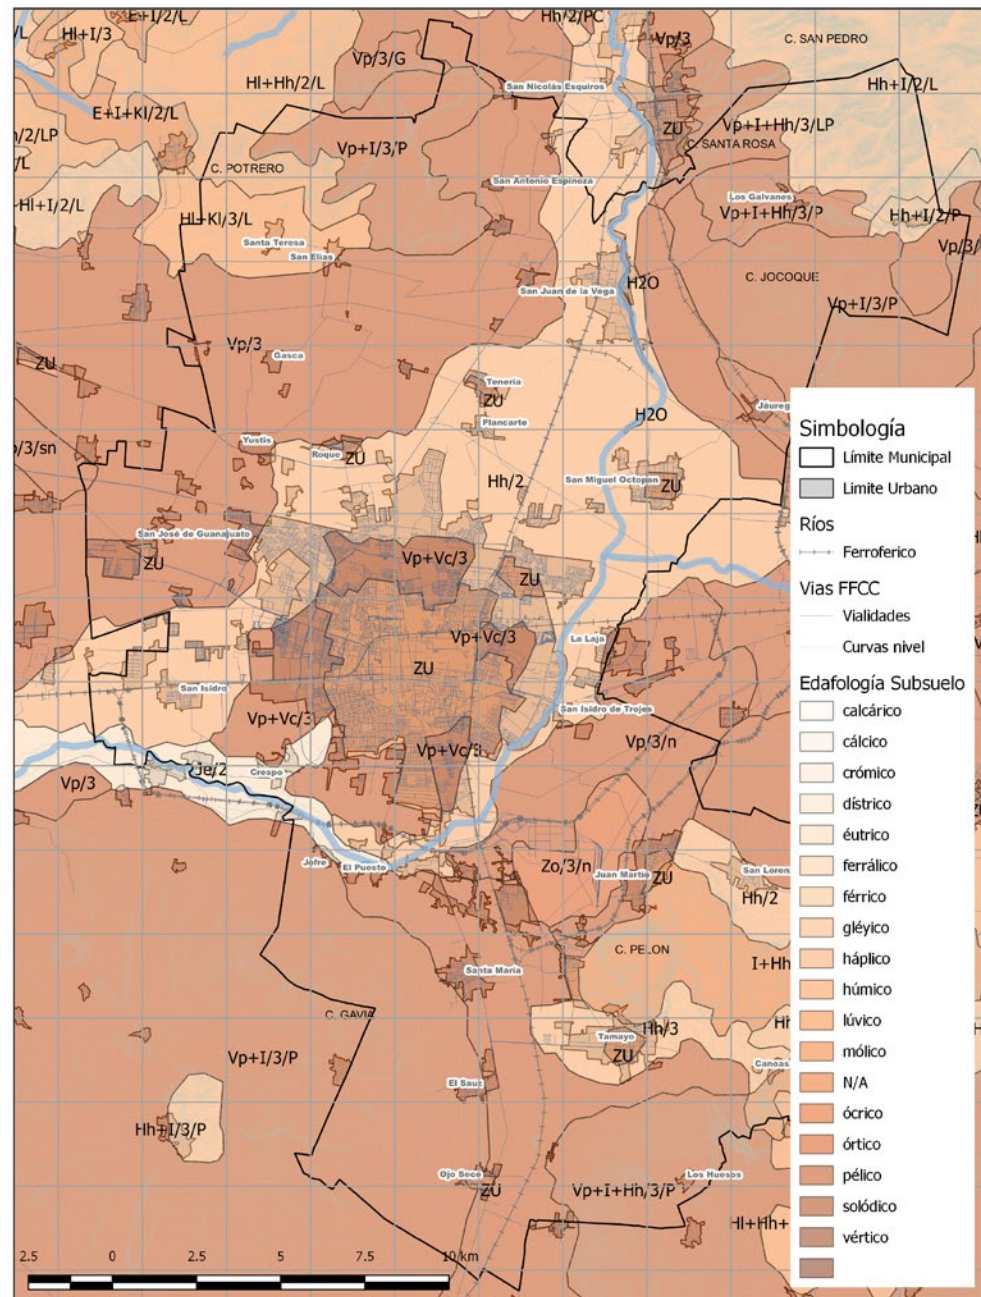 E+I/2/L
Hh/2/PC
/L
Hl+I/3
Vp/3
C. SAN PEDRO
Vp/3/G
Hl+Hh/2/L
San Nicolás Esquiros
Hh+I/2/L
E+I+Kl/2/L
Vp+I+Hh/3/LP
ZU
/2/LP
Vp+I/3/P
C. SANTA ROSA
/L
C. POTRERO
San Antonio Espinoza
Los Galvanes
Hl+I/2/L
Vp+I+Hh/3/P
Hl+Kl/3/L
Hh+I/2/P
Santa Teresa
Vp/3/
San Elías
C. JOCOQUE
H2O
San Juan de la Vega
Vp+I/3/P
Vp/3
Gasca
ZU
Tenería
ZU
Jáureg
H2O
Plancarte
Simbología
Yustis
/3/sn
Roque
ZU
Límite Municipal
San Miguel Octopan
ZU
Hh/2
Limite Urbano
Ríos
San José de Guanajuato
Ferroferico
Vp+Vc/3
ZU
ZU
Vias FFCC
Vialidades
Vp+Vc/3
La Laja
Curvas nivel
ZU
Edafología Subsuelo
San Isidro
San Isidro de Trojes
calcárico
Vp+Vc/3
Vp/3/n
cálcico
Vp+Vc/3
Je/2
Crespo
crómico
Vp/3
dístrico
éutrico
Jofre
El Puesto
Zo/3/n
ferrálico
Juan Martín
ZU
San Lorenz
férrico
Hh/2
gléyico
C. PELON
háplico
Santa María
I+Hh
húmico
C. GAVIA
lúvico
Hh/3
Hh
Tamayo
mólico
Vp+I/3/P
ZU
Canoas
N/A
El Sauz
ócrico
Hh+I/3/P
órtico
Ojo Seco
Los Huesos
pélico
ZU
Vp+I+Hh/3/P
solódico
Hl+Hh+
vértico
2.5 0 2.5 5 7.5 10 km